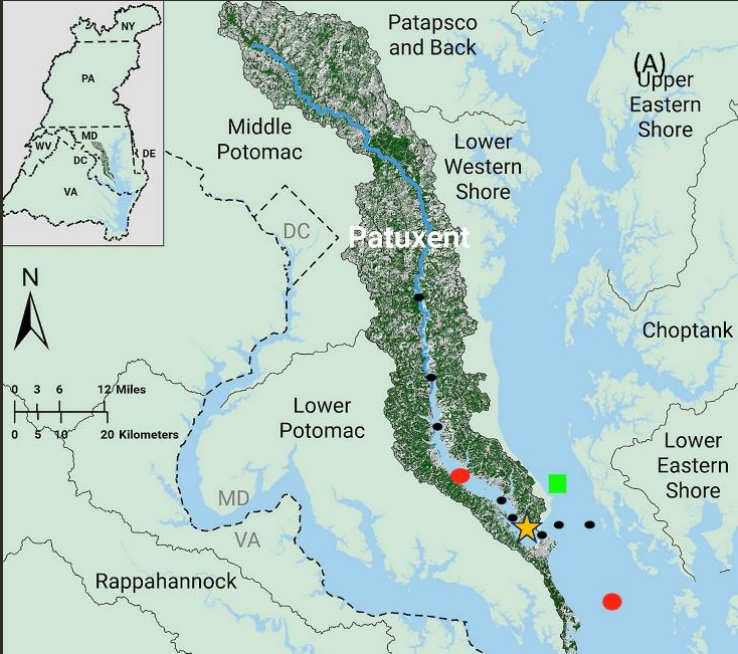 NY
PA
WV
MD
DC
DE
VA
Patapsco
and Back
(A)
Upper
Eastern
Shore
Middle
Potomac
Lower
Western
Shore
DC
Patuxent
N
Choptank
0 3 6 12 Miles
0 5 10 20 Kilometers
Lower
Potomac
Lower
Eastern
Shore
MD
VA
Rappahannock